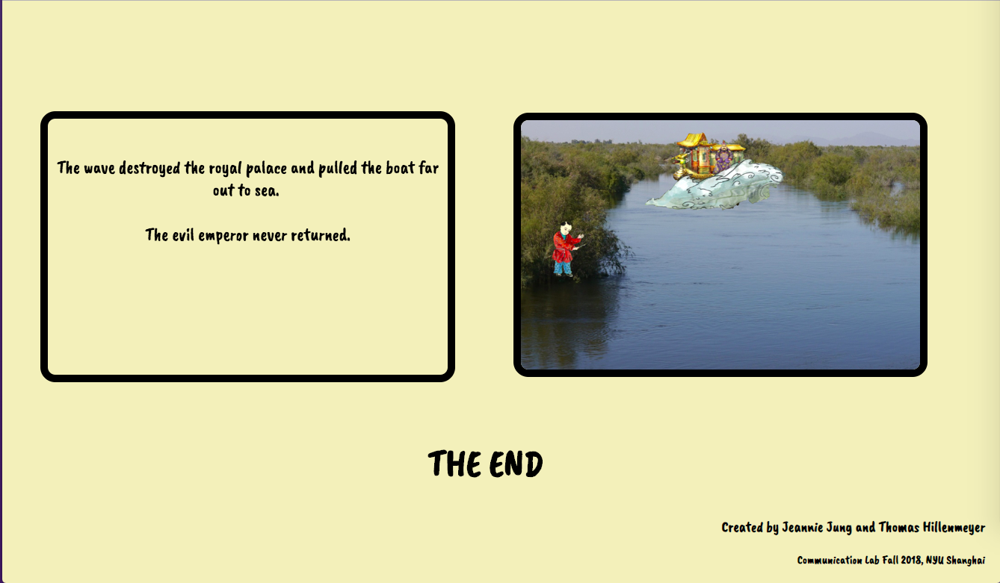 The wave destroyed the royal palace and pulled the boat far
out to sea.
The evil emperor never returned.
THE END
Created by Jeannie Jung and Thomas Hillenmeyer
Communication Lab Fall 2018, NYU Shanghai